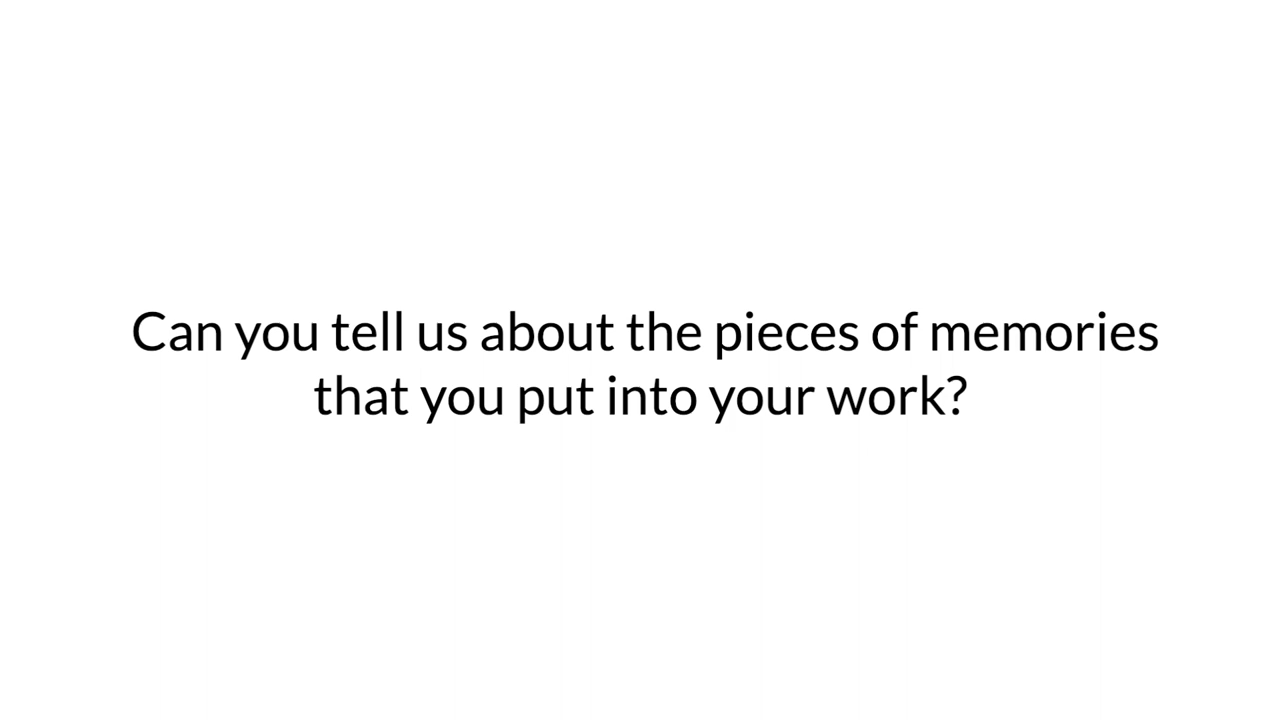 Can you tell us about the pieces of memories
that you put into your work?